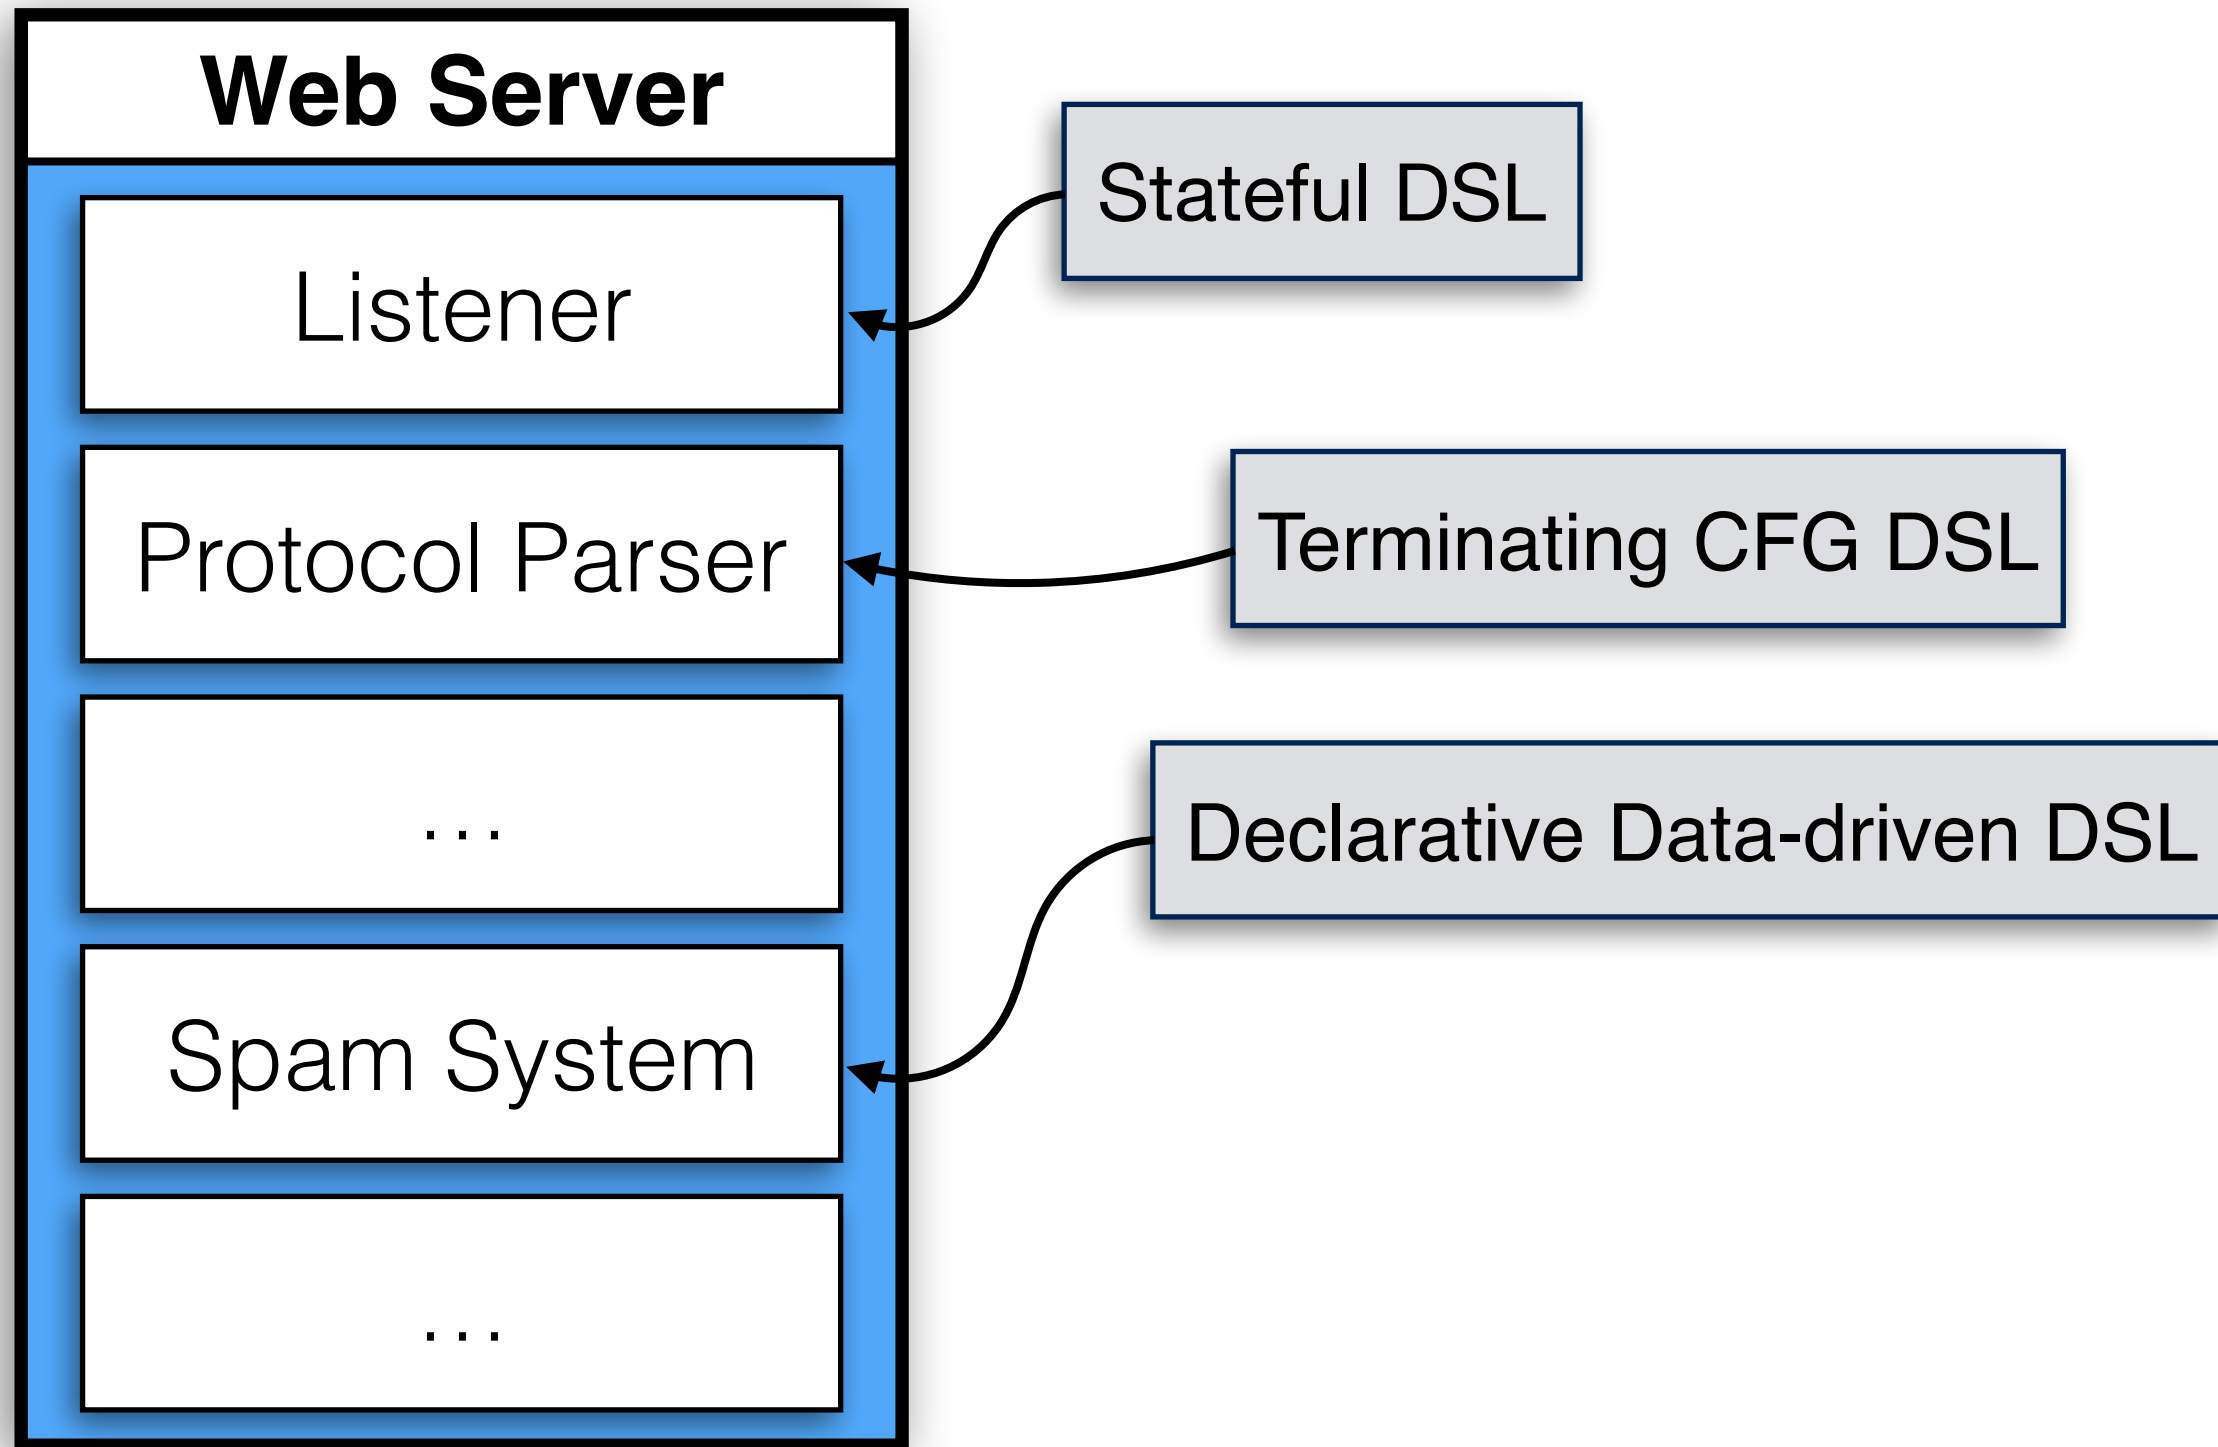 Web Server
Listener
Stateful DSL
Protocol Parser
Terminating CFG DSL
...
Declarative Data-driven DSL
Spam System
...